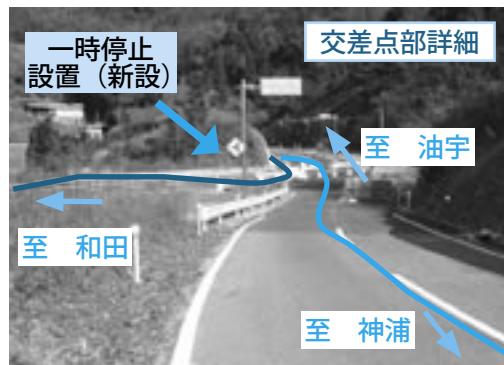 交差点部詳細
一時停止
設置（新設）
至　油宇
至　和田
至　神浦